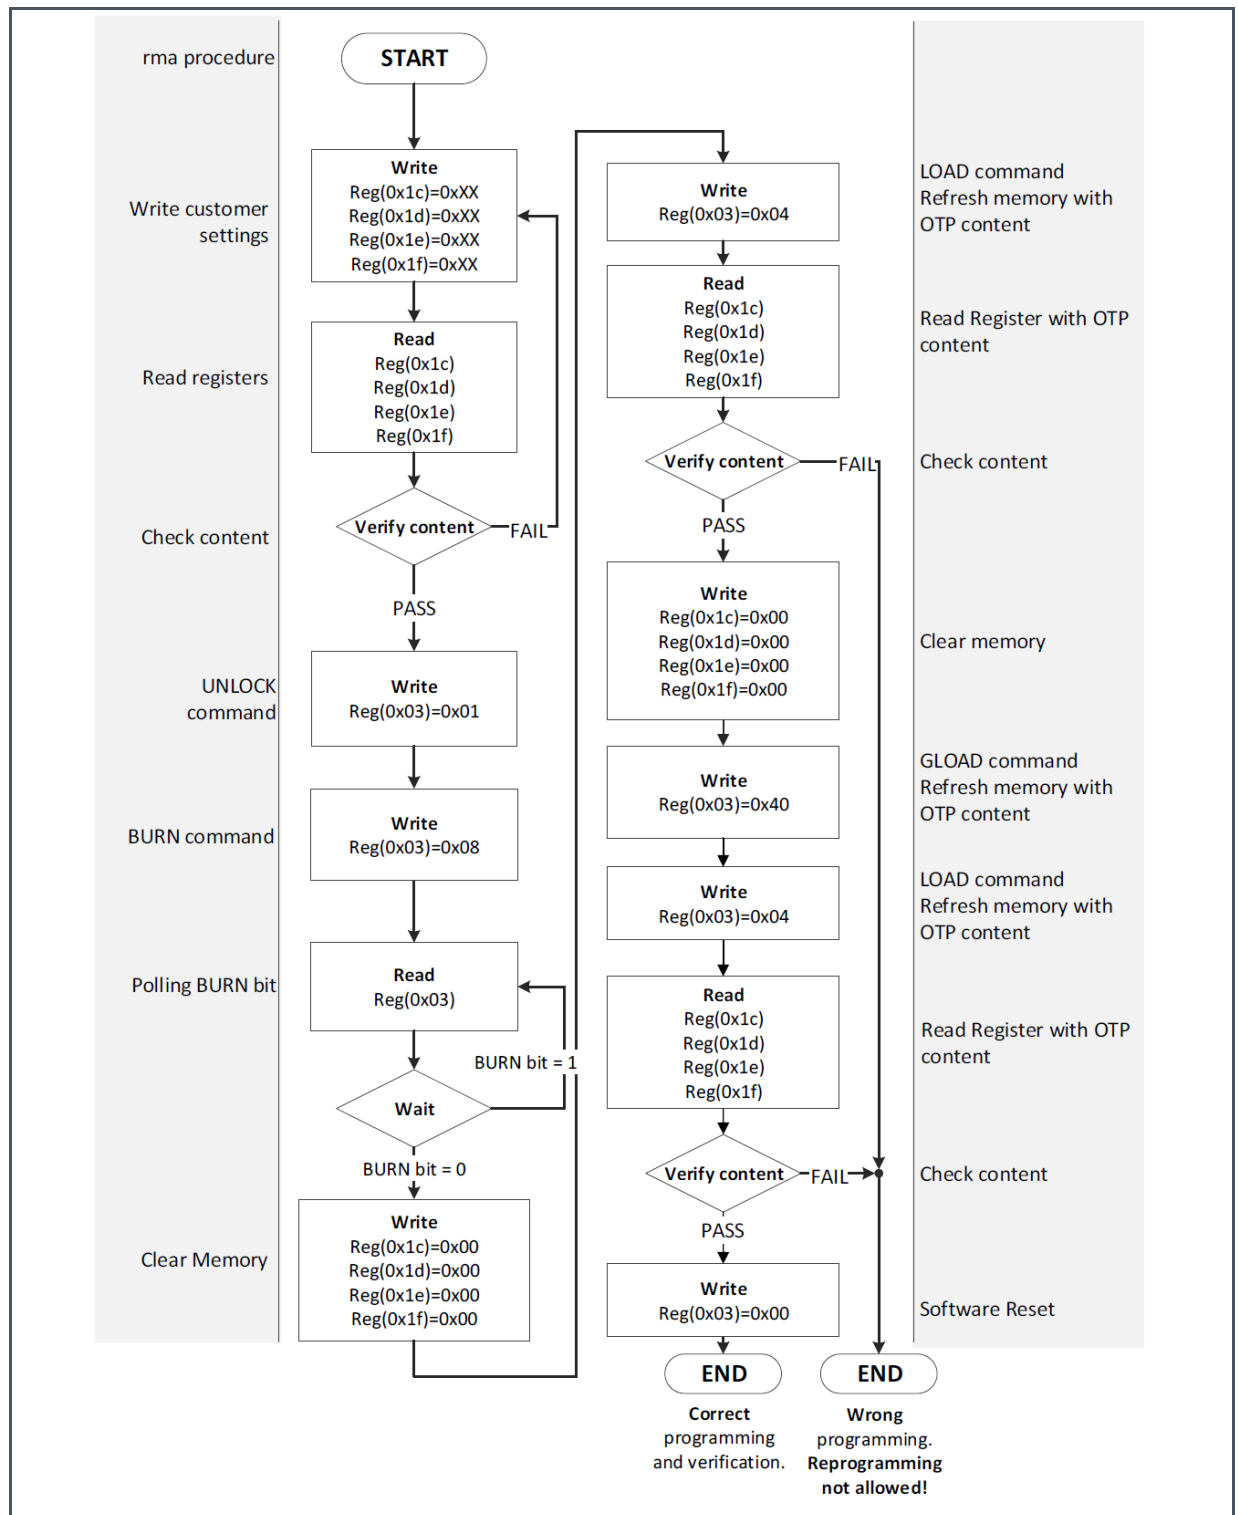 rma procedure
START
Write customer
settings
Write
Reg(0x1c)=0xXX
Reg(0x1d)=0xXX
Reg(0x1e)=0xXX
Reg(0x1f)=0xXX
Read registers
Read
Reg(0x1c)
Reg(0x1d)
Reg(0x1e)
Reg(0x1f)
Check content
Verify content
FAIL
PASS
UNLOCK
command
Write
Reg(0x03)=0x01
BURN command
Write
Reg(0x03)=0x08
Polling BURN bit
Read
Reg(0x03)
BURN bit = 1
Wait
BURN bit = 0
Clear Memory
Write
Reg(0x1c)=0x00
Reg(0x1d)=0x00
Reg(0x1e)=0x00
Reg(0x1f)=0x00
Write
Reg(0x03)=0x04
LOAD command
Refresh memory with
OTP content
Read
Reg(0x1c)
Reg(0x1d)
Reg(0x1e)
Reg(0x1f)
Read Register with OTP
content
Verify content
FAIL
Check content
PASS
Write
Reg(0x1c)=0x00
Reg(0x1d)=0x00
Reg(0x1e)=0x00
Reg(0x1f)=0x00
Clear memory
Write
Reg(0x03)=0x40
GLOAD command
Refresh memory with
OTP content
Write
Reg(0x03)=0x04
LOAD command
Refresh memory with
OTP content
Read
Reg(0x1c)
Reg(0x1d)
Reg(0x1e)
Reg(0x1f)
Read Register with OTP
content
Verify content
FAIL
Check content
PASS
Write
Reg(0x03)=0x00
Software Reset
END
Correct
programming
and verification.
END
Wrong
programming.
Reprogramming
not allowed!